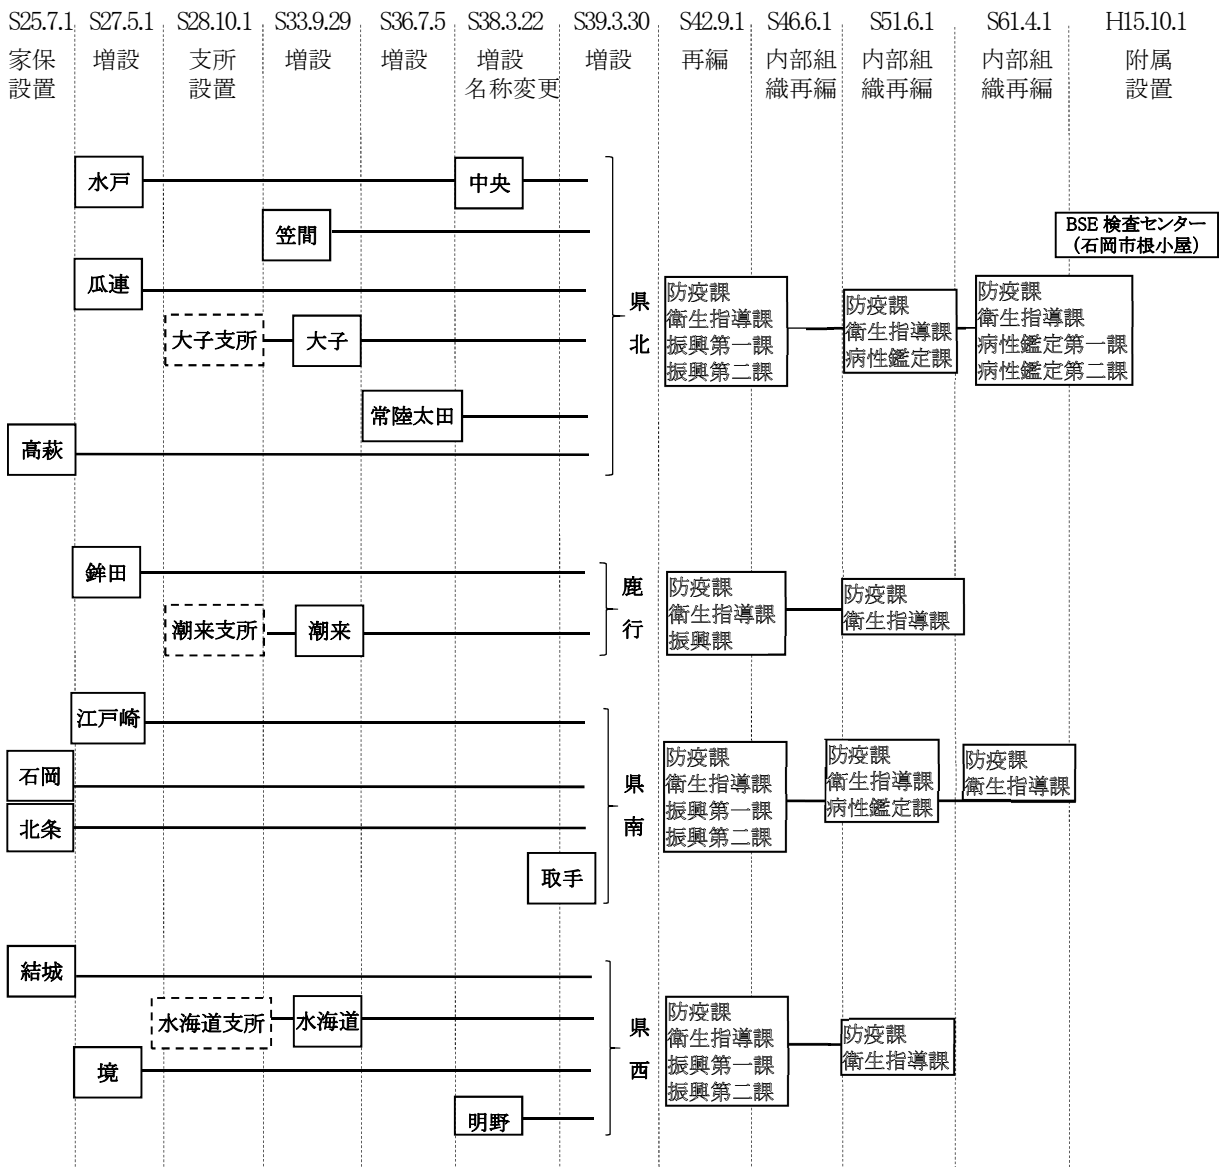 S25.7.1 S27.5.1 S28.10.1 S33.9.29 S36.7.5 S38.3.22 S39.3.30 S42.9.1 S46.6.1 S51.6.1 S61.4.1 H15.10.1
家保 増設 支所 増設 増設 増設 増設 再編 内部組 内部組 内部組 附属
設置 設置 名称変更 織再編 織再編 織再編 設置
水戸
中央
笠間
瓜連
大子支所
大子
常陸太田
高萩
県
北
防疫課
衛生指導課
振興第一課
振興第二課
防疫課
衛生指導課
病性鑑定課
防疫課
衛生指導課
病性鑑定第一課
病性鑑定第二課
BSE 検査センター
（石岡市根小屋）
鉾田
潮来支所
潮来
鹿
行
防疫課
衛生指導課
振興課
防疫課
衛生指導課
江戸崎
石岡
北条
取手
県
南
防疫課
衛生指導課
振興第一課
振興第二課
防疫課
衛生指導課
病性鑑定課
防疫課
衛生指導課
結城
水海道支所
水海道
境
明野
県
西
防疫課
衛生指導課
振興第一課
振興第二課
防疫課
衛生指導課